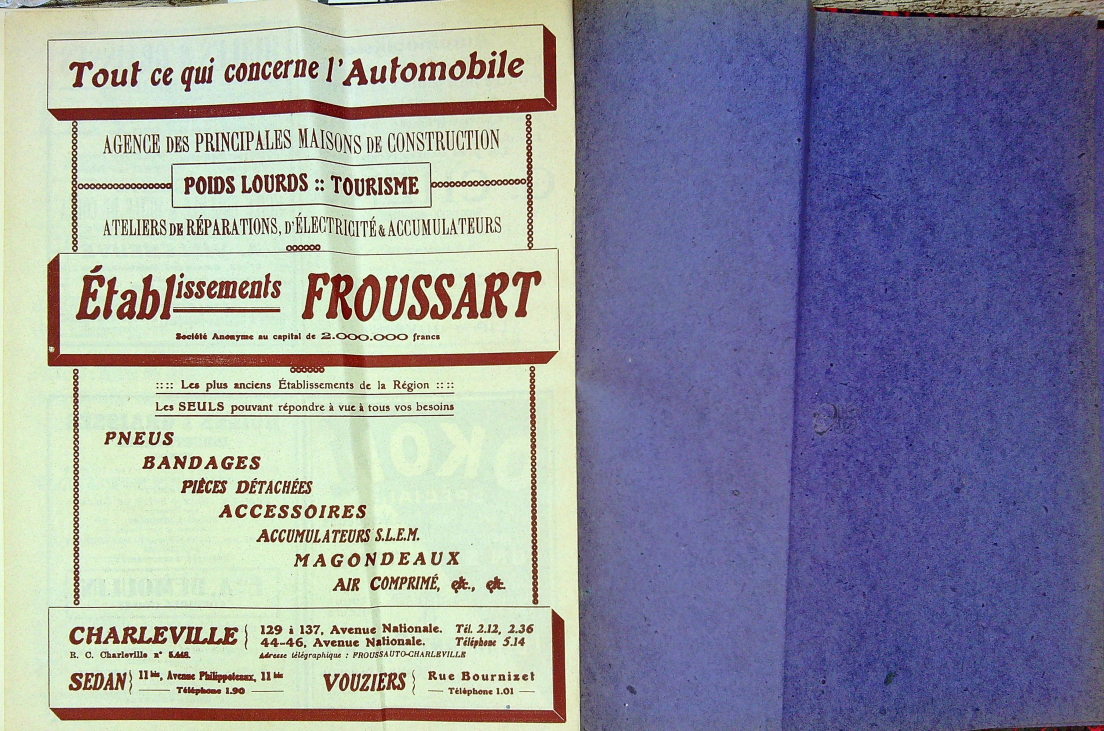 Tout ce qui concerne l'Automobile
AGENCE DES PRINCIPALES MAISONS DE CONSTRUCTION
POIDS LOURDS :: TOURISME
ATELIERS DE RÉPARATIONS, D'ÉLECTRICITÉ & ACCUMULATEURS
Établissements FROUSSART
Société Anonyme au capital de 2.000.000 francs
:::: Les plus anciens Établissements de la Région ::::
Les SEULS pouvant répondre à vue à tous vos besoins
PNEUS
BANDAGES
PIÈCES DÉTACHÉES
ACCESSOIRES
ACCUMULATEURS S.L.E.M.
MAGONDEAUX
AIR COMPRIMÉ, etc., etc.
CHARLEVILLE { 129 à 137, Avenue Nationale. Tél. 2.12, 2.36
44-46, Avenue Nationale. Téléphone 5.14
R. C. Charleville n° Adresse télégraphique : FROUSSAUTO-CHARLEVILLE
SEDAN } 11 bis, Avenue Philippoteaux, 11 bis
Téléphone 1.90
VOUZIERS } Rue Bournizet
Téléphone 1.01